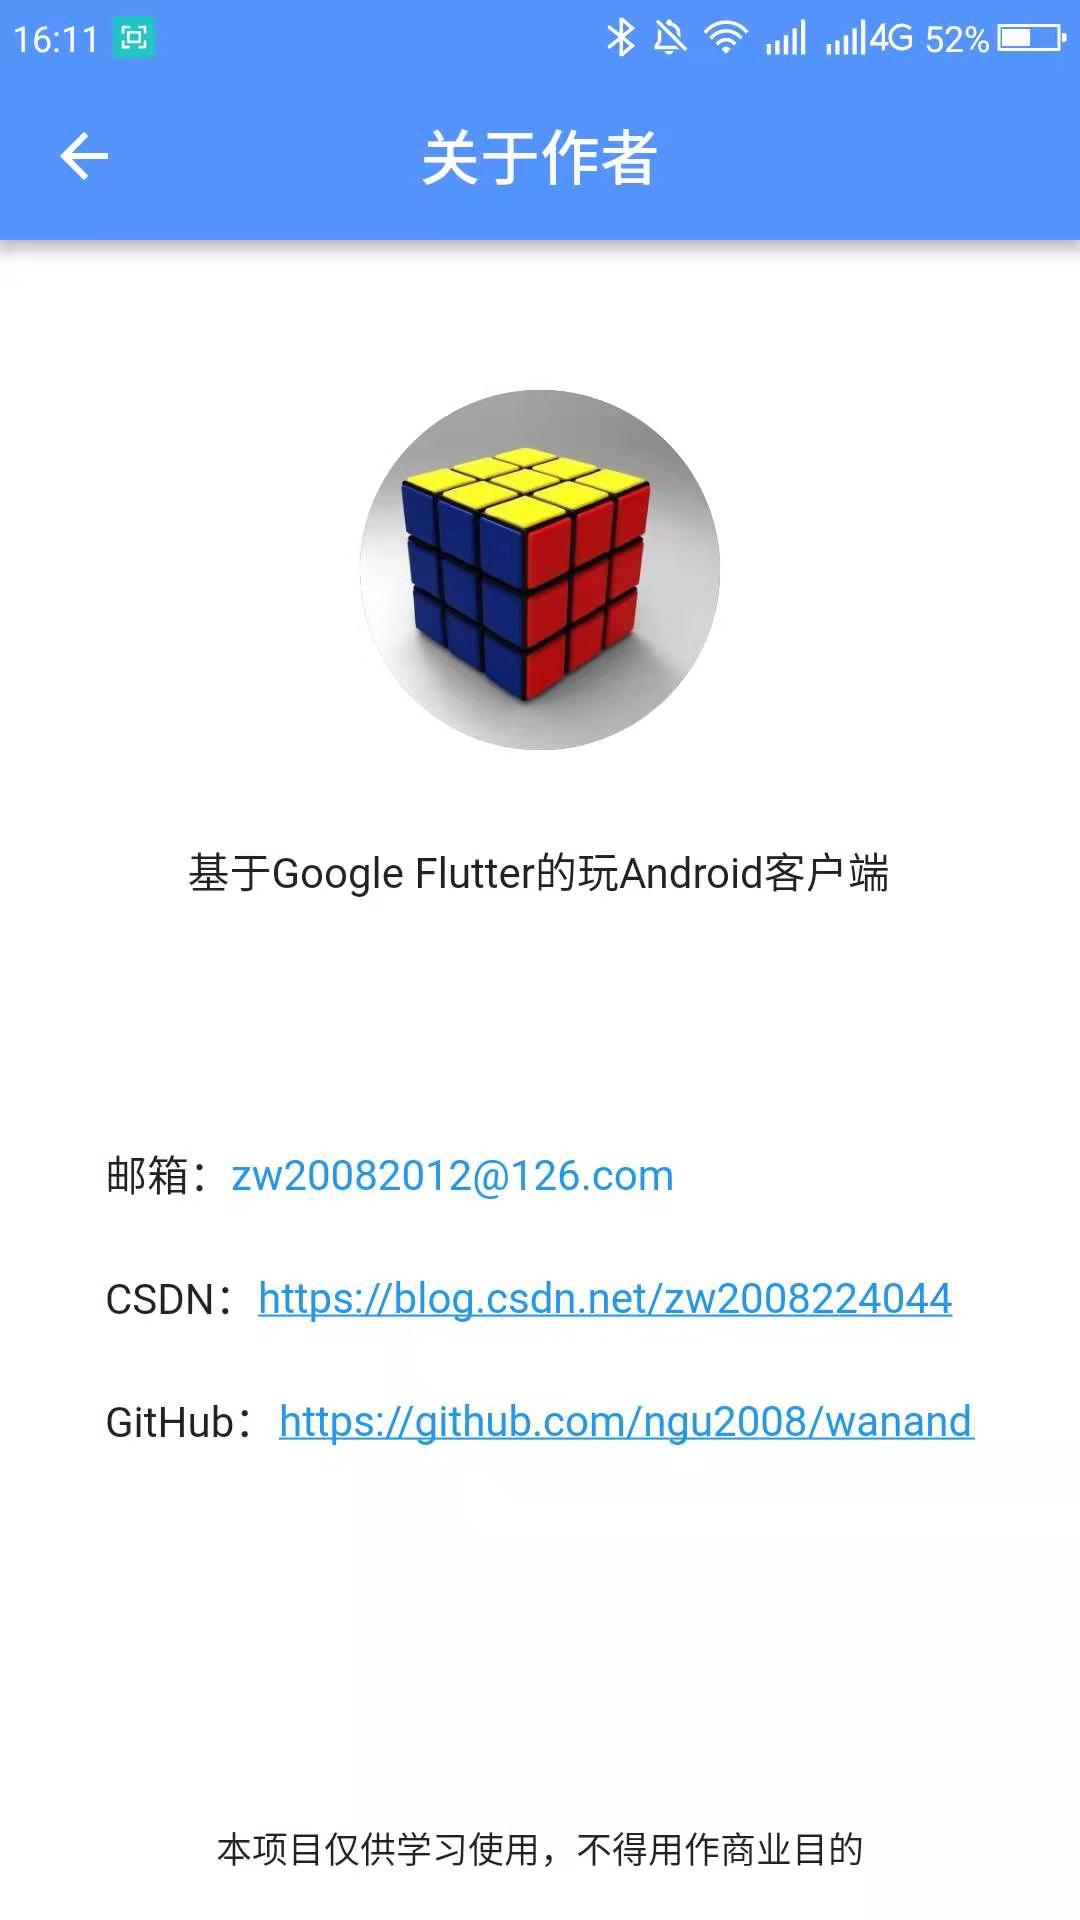 16:11 4G 52%
关于作者
基于Google Flutter的玩Android客户端
邮箱：zw20082012@126.com
CSDN：https://blog.csdn.net/zw2008224044
GitHub：https://github.com/ngu2008/wanand
本项目仅供学习使用，不得用作商业目的